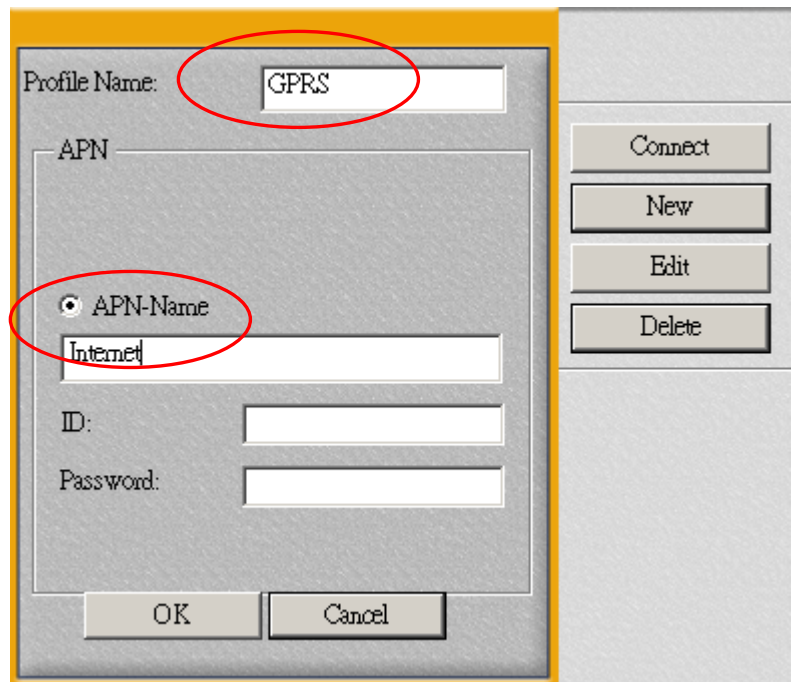 Profile Name: GPRS
APN
APN-Name
Internet
ID:
Password:
OK Cancel
Connect
New
Edit
Delete